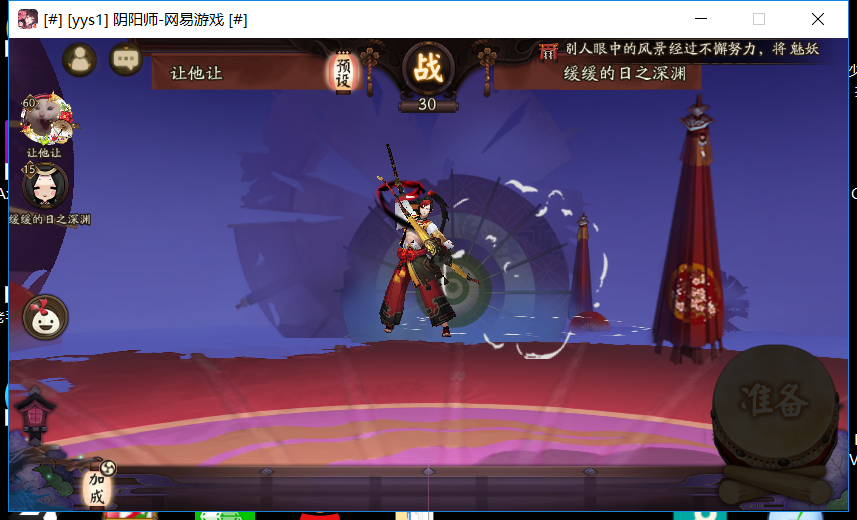 [#] [yys1] 阴阳师-网易游戏 [#]
别人眼中的风景经过不懈努力，将 魅妖
让他让
预设
战
缓缓的日之深渊
30
60
让他让
15
缓缓的日之深渊
准备
加成